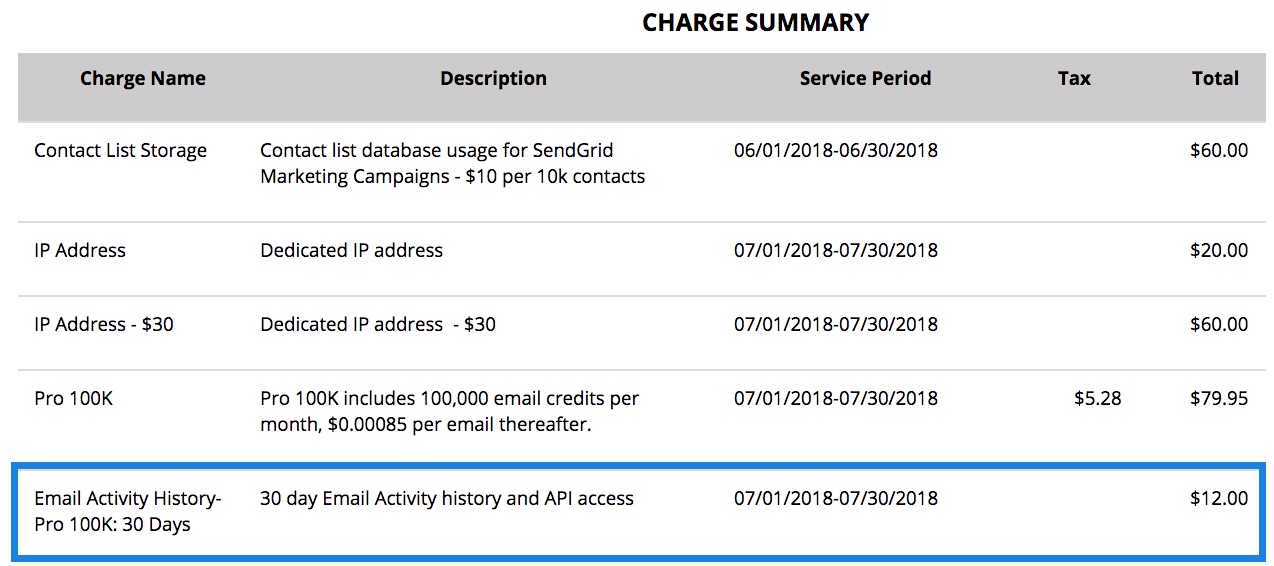 CHARGE SUMMARY
Charge Name Description Service Period Tax Total
Contact List Storage Contact list database usage for SendGrid 06/01/2018-06/30/2018 $60.00
Marketing Campaigns - $10 per 10k contacts
IP Address Dedicated IP address 07/01/2018-07/30/2018 $20.00
IP Address - $30 Dedicated IP address  - $30 07/01/2018-07/30/2018 $60.00
Pro 100K Pro 100K includes 100,000 email credits per 07/01/2018-07/30/2018 $5.28 $79.95
month, $0.00085 per email thereafter.
Email Activity History- 30 day Email Activity history and API access 07/01/2018-07/30/2018 $12.00
Pro 100K: 30 Days